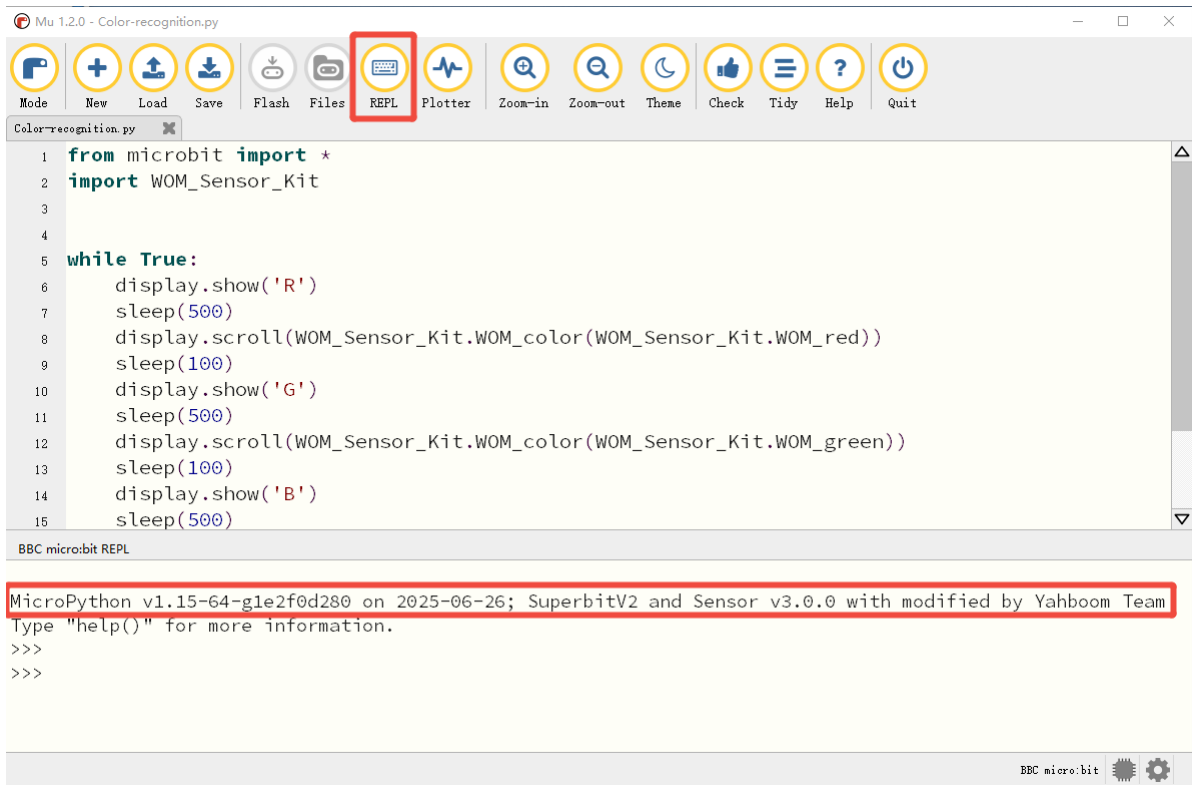 Mu 1.2.0 - Color-recognition.py
Mode New Load Save Flash Files REPL Plotter Zoom-in Zoom-out Theme Check Tidy Help Quit
Color-recognition.py
1 from microbit import *
2 import WOM_Sensor_Kit
3
4
5 while True:
6 display.show('R')
7 sleep(500)
8 display.scroll(WOM_Sensor_Kit.WOM_color(WOM_Sensor_Kit.WOM_red))
9 sleep(100)
10 display.show('G')
11 sleep(500)
12 display.scroll(WOM_Sensor_Kit.WOM_color(WOM_Sensor_Kit.WOM_green))
13 sleep(100)
14 display.show('B')
15 sleep(500)
BBC micro:bit REPL
MicroPython v1.15-64-g1e2f0d280 on 2025-06-26; SuperbitV2 and Sensor v3.0.0 with modified by Yahboom Team
Type "help()" for more information.
>>>
>>>
BBC micro:bit